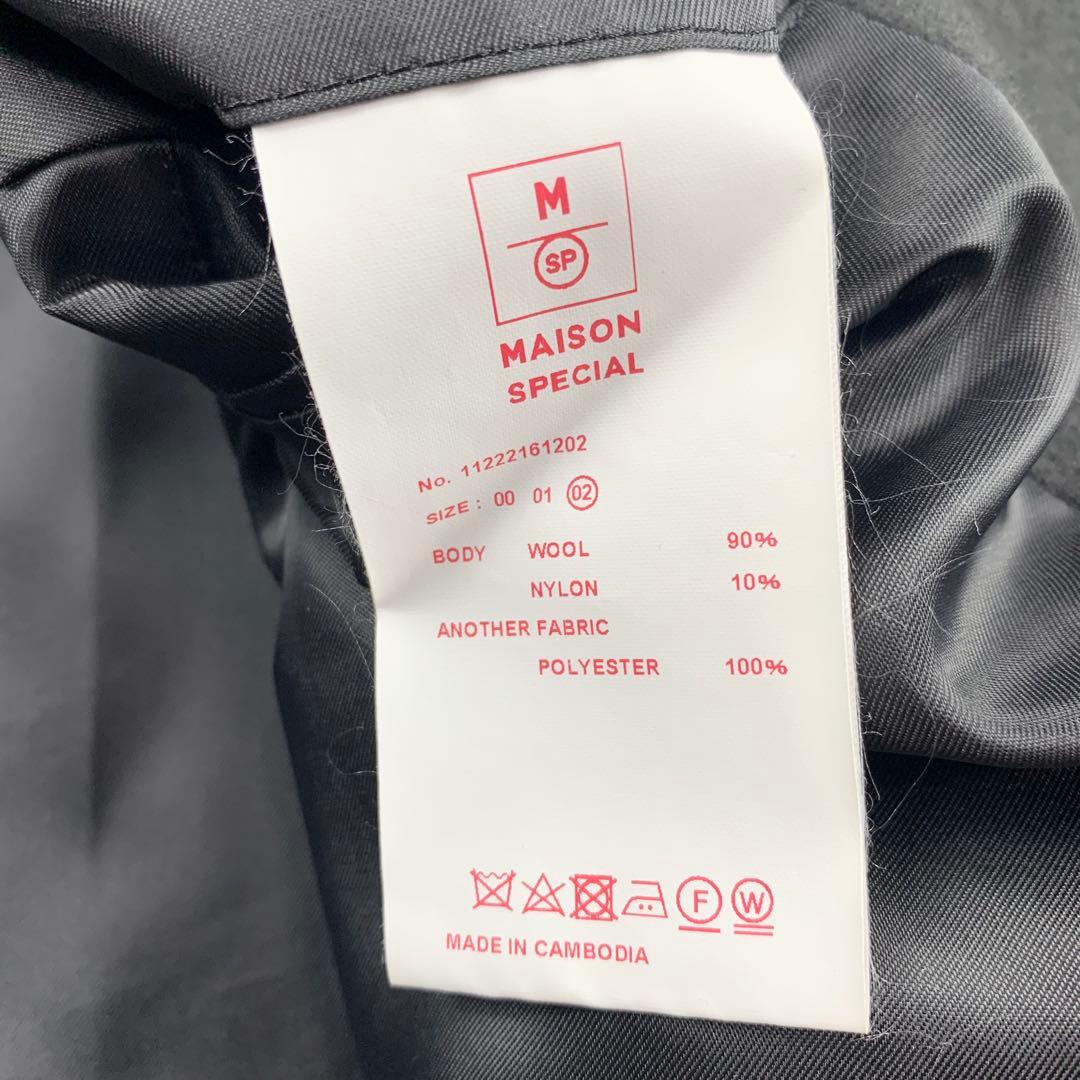 M
SP
MAISON
SPECIAL
No. 11222161202
SIZE : 00 01 02
BODY WOOL 90%
NYLON 10%
ANOTHER FABRIC
POLYESTER 100%
F W
MADE IN CAMBODIA